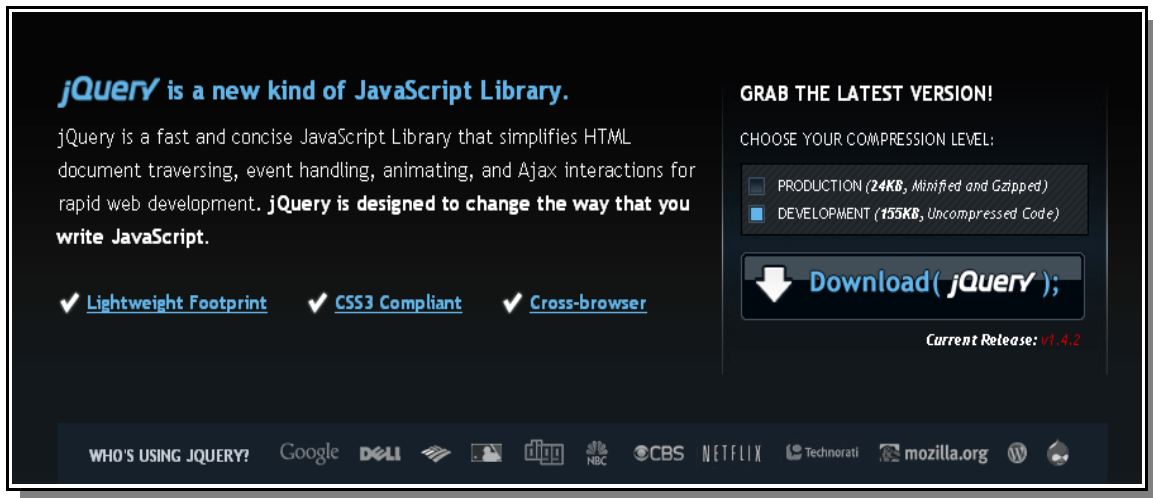 jQuery is a new kind of JavaScript Library.
jQuery is a fast and concise JavaScript Library that simplifies HTML
document traversing, event handling, animating, and Ajax interactions for
rapid web development. jQuery is designed to change the way that you
write JavaScript.
Lightweight Footprint
CSS3 Compliant
Cross-browser
GRAB THE LATEST VERSION!
CHOOSE YOUR COMPRESSION LEVEL:
PRODUCTION (24KB, Minified and Gzipped)
DEVELOPMENT (155KB, Uncompressed Code)
Download( jQuery );
Current Release: v1.4.2
WHO'S USING JQUERY? Google DELL NBC CBS NETFLIX Technorati mozilla.org